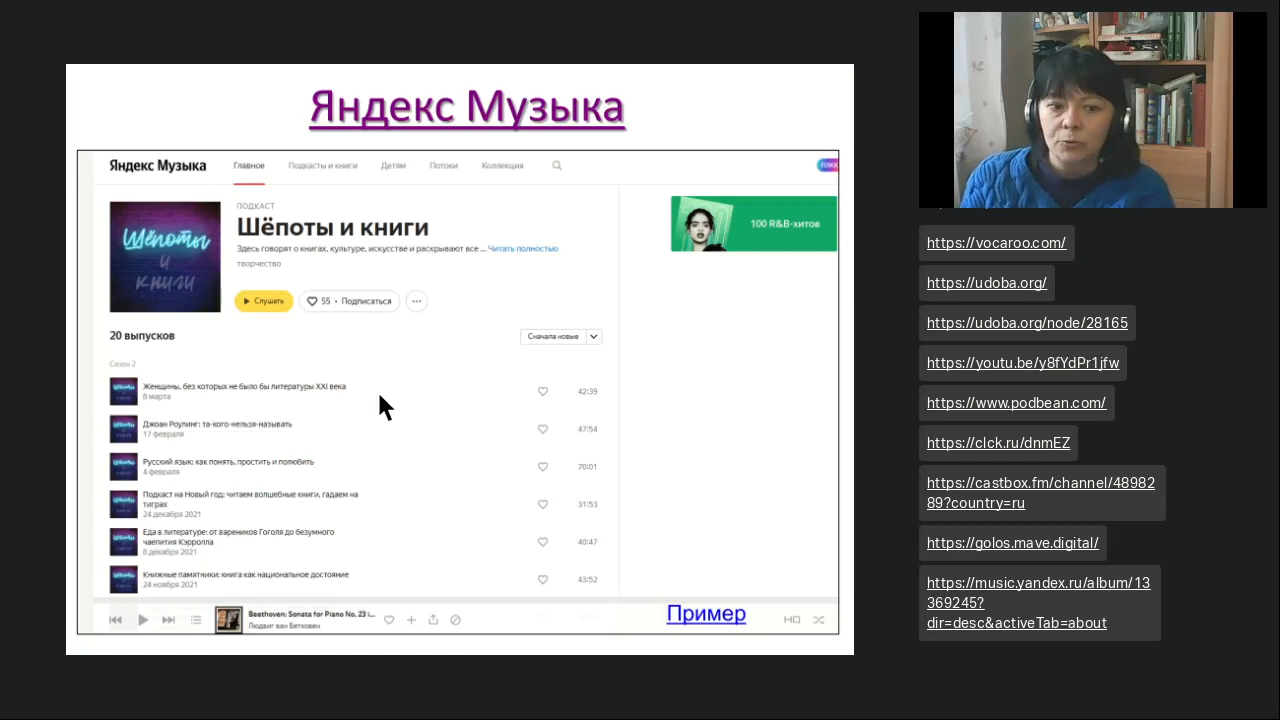 Яндекс Музыка
Яндекс Музыка
Главное
Подкасты и книги
Детям
Потоки
Коллекция
ПОДКАСТ
Шёпоты и книги
Здесь говорят о книгах, культуре, искусстве и раскрывают все ... Читать полностью
творчество
Шёпоты
и
книги
100 R&B-хитов
Слушать
55 • Подписаться
20 выпусков
Сначала новые
Сезон 2
Женщины, без которых не было бы литературы XXI века
8 марта
42:39
Джоан Роулинг: та-кого-нельзя-называть
17 февраля
47:54
Русский язык: как понять, простить и полюбить
4 февраля
70:01
Подкаст на Новый год: читаем волшебные книги, гадаем на
тиграх
24 декабря 2021
31:53
Еда в литературе: от вареников Гоголя до безумного
чаепития Кэрролла
8 декабря 2021
40:47
Книжные памятники: книга как национальное достояние
24 ноября 2021
43:52
Beethoven: Sonata for Piano No. 23 i...
Людвиг ван Бетховен
Пример
HQ
https://vocaroo.com/
https://udoba.org/
https://udoba.org/node/28165
https://youtu.be/y8fYdPr1jfw
https://www.podbean.com/
https://clck.ru/dnmEZ
https://castbox.fm/channel/48982
89?country=ru
https://golos.mave.digital/
https://music.yandex.ru/album/13
369245?
dir=desc&activeTab=about